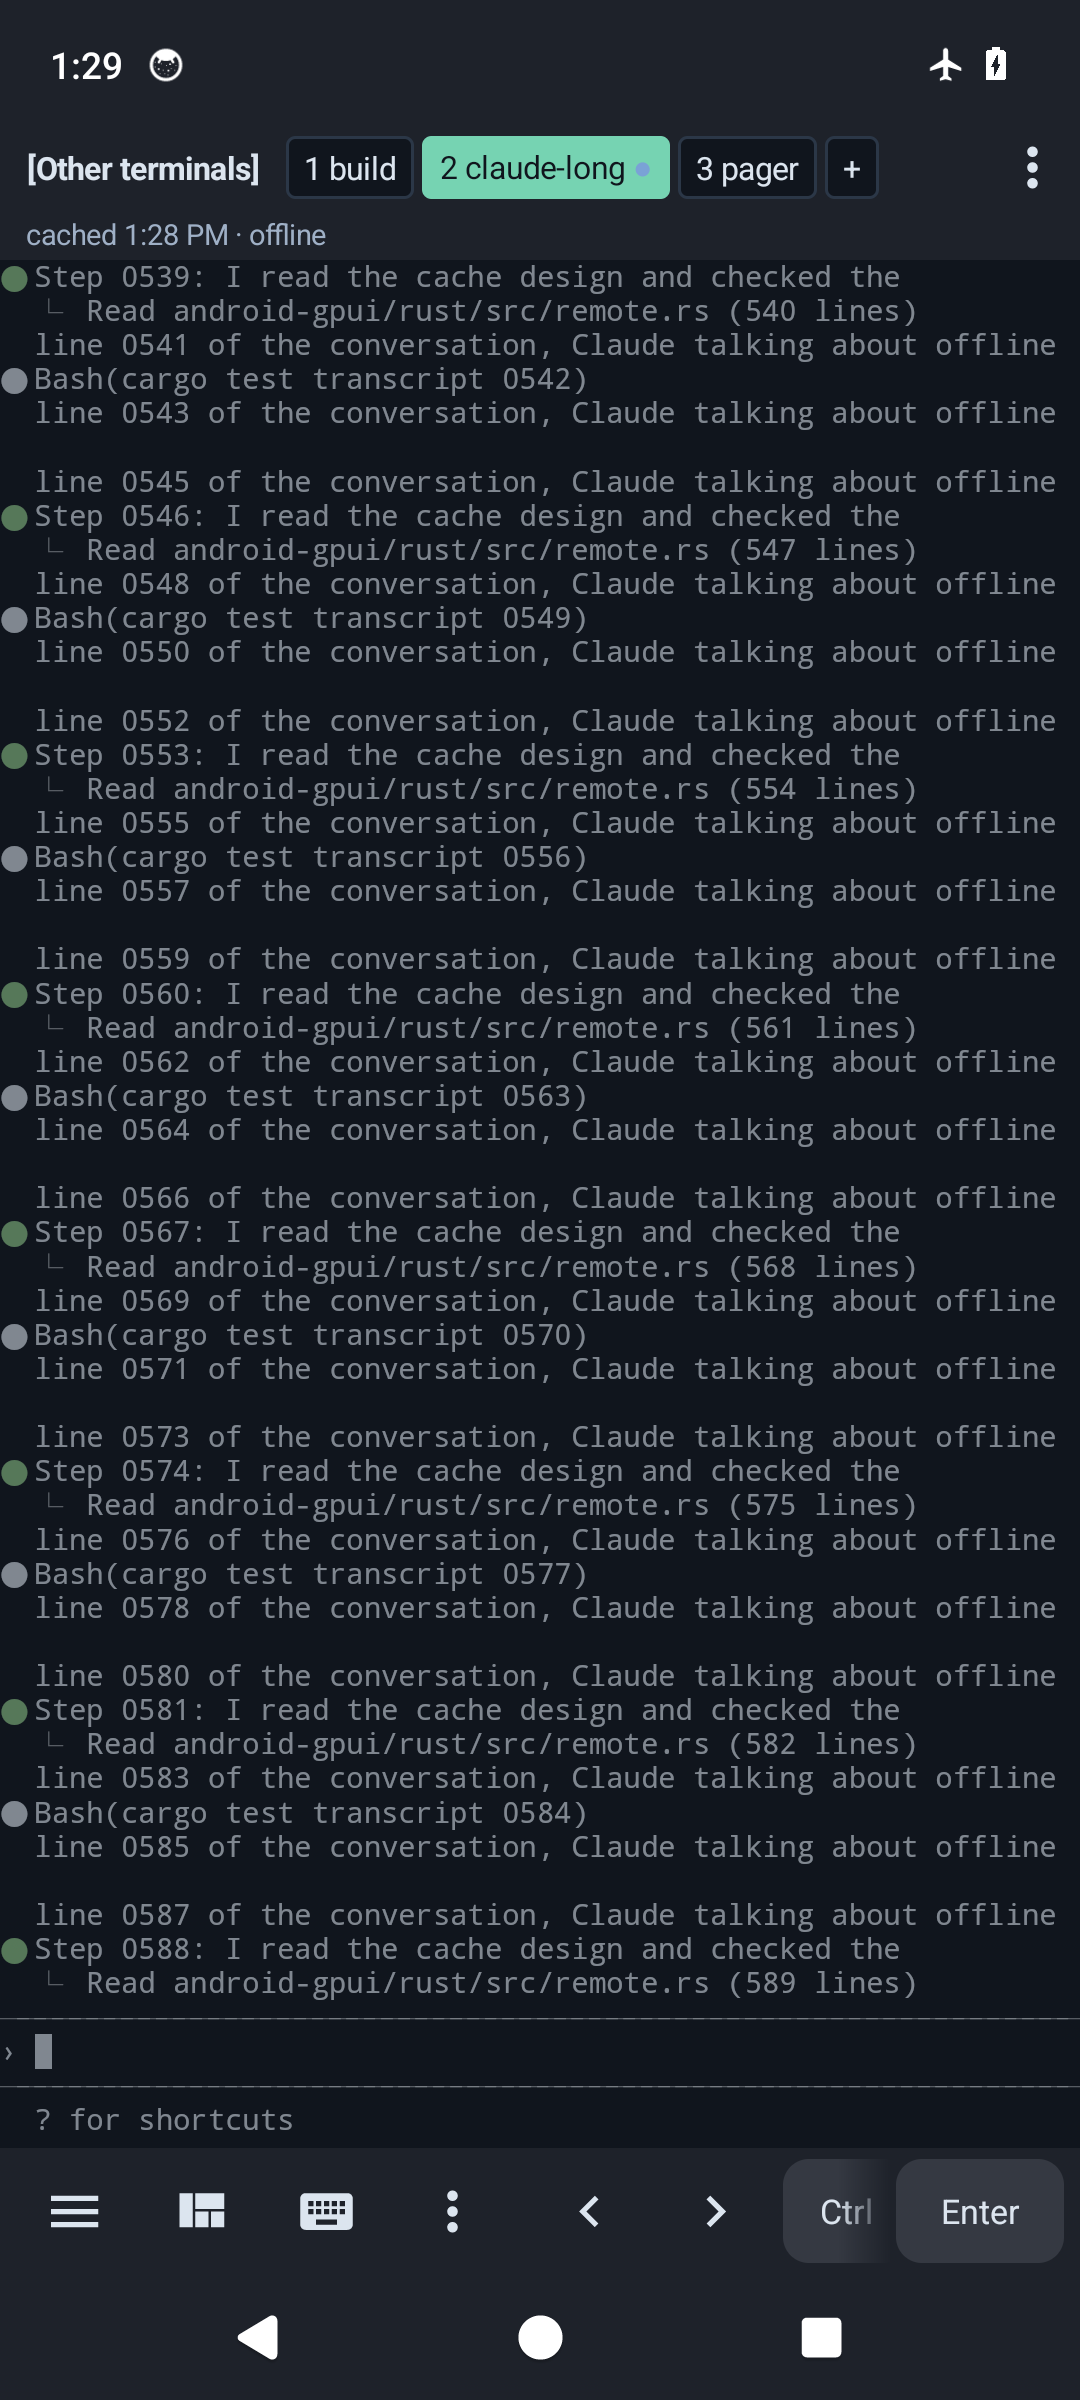 1:29
[Other terminals] 1 build 2 claude-long 3 pager +
cached 1:28 PM · offline
Step 0539: I read the cache design and checked the
└ Read android-gpui/rust/src/remote.rs (540 lines)
line 0541 of the conversation, Claude talking about offline
Bash(cargo test transcript 0542)
line 0543 of the conversation, Claude talking about offline
line 0545 of the conversation, Claude talking about offline
Step 0546: I read the cache design and checked the
└ Read android-gpui/rust/src/remote.rs (547 lines)
line 0548 of the conversation, Claude talking about offline
Bash(cargo test transcript 0549)
line 0550 of the conversation, Claude talking about offline
line 0552 of the conversation, Claude talking about offline
Step 0553: I read the cache design and checked the
└ Read android-gpui/rust/src/remote.rs (554 lines)
line 0555 of the conversation, Claude talking about offline
Bash(cargo test transcript 0556)
line 0557 of the conversation, Claude talking about offline
line 0559 of the conversation, Claude talking about offline
Step 0560: I read the cache design and checked the
└ Read android-gpui/rust/src/remote.rs (561 lines)
line 0562 of the conversation, Claude talking about offline
Bash(cargo test transcript 0563)
line 0564 of the conversation, Claude talking about offline
line 0566 of the conversation, Claude talking about offline
Step 0567: I read the cache design and checked the
└ Read android-gpui/rust/src/remote.rs (568 lines)
line 0569 of the conversation, Claude talking about offline
Bash(cargo test transcript 0570)
line 0571 of the conversation, Claude talking about offline
line 0573 of the conversation, Claude talking about offline
Step 0574: I read the cache design and checked the
└ Read android-gpui/rust/src/remote.rs (575 lines)
line 0576 of the conversation, Claude talking about offline
Bash(cargo test transcript 0577)
line 0578 of the conversation, Claude talking about offline
line 0580 of the conversation, Claude talking about offline
Step 0581: I read the cache design and checked the
└ Read android-gpui/rust/src/remote.rs (582 lines)
line 0583 of the conversation, Claude talking about offline
Bash(cargo test transcript 0584)
line 0585 of the conversation, Claude talking about offline
line 0587 of the conversation, Claude talking about offline
Step 0588: I read the cache design and checked the
└ Read android-gpui/rust/src/remote.rs (589 lines)
›
? for shortcuts
Ctrl Enter